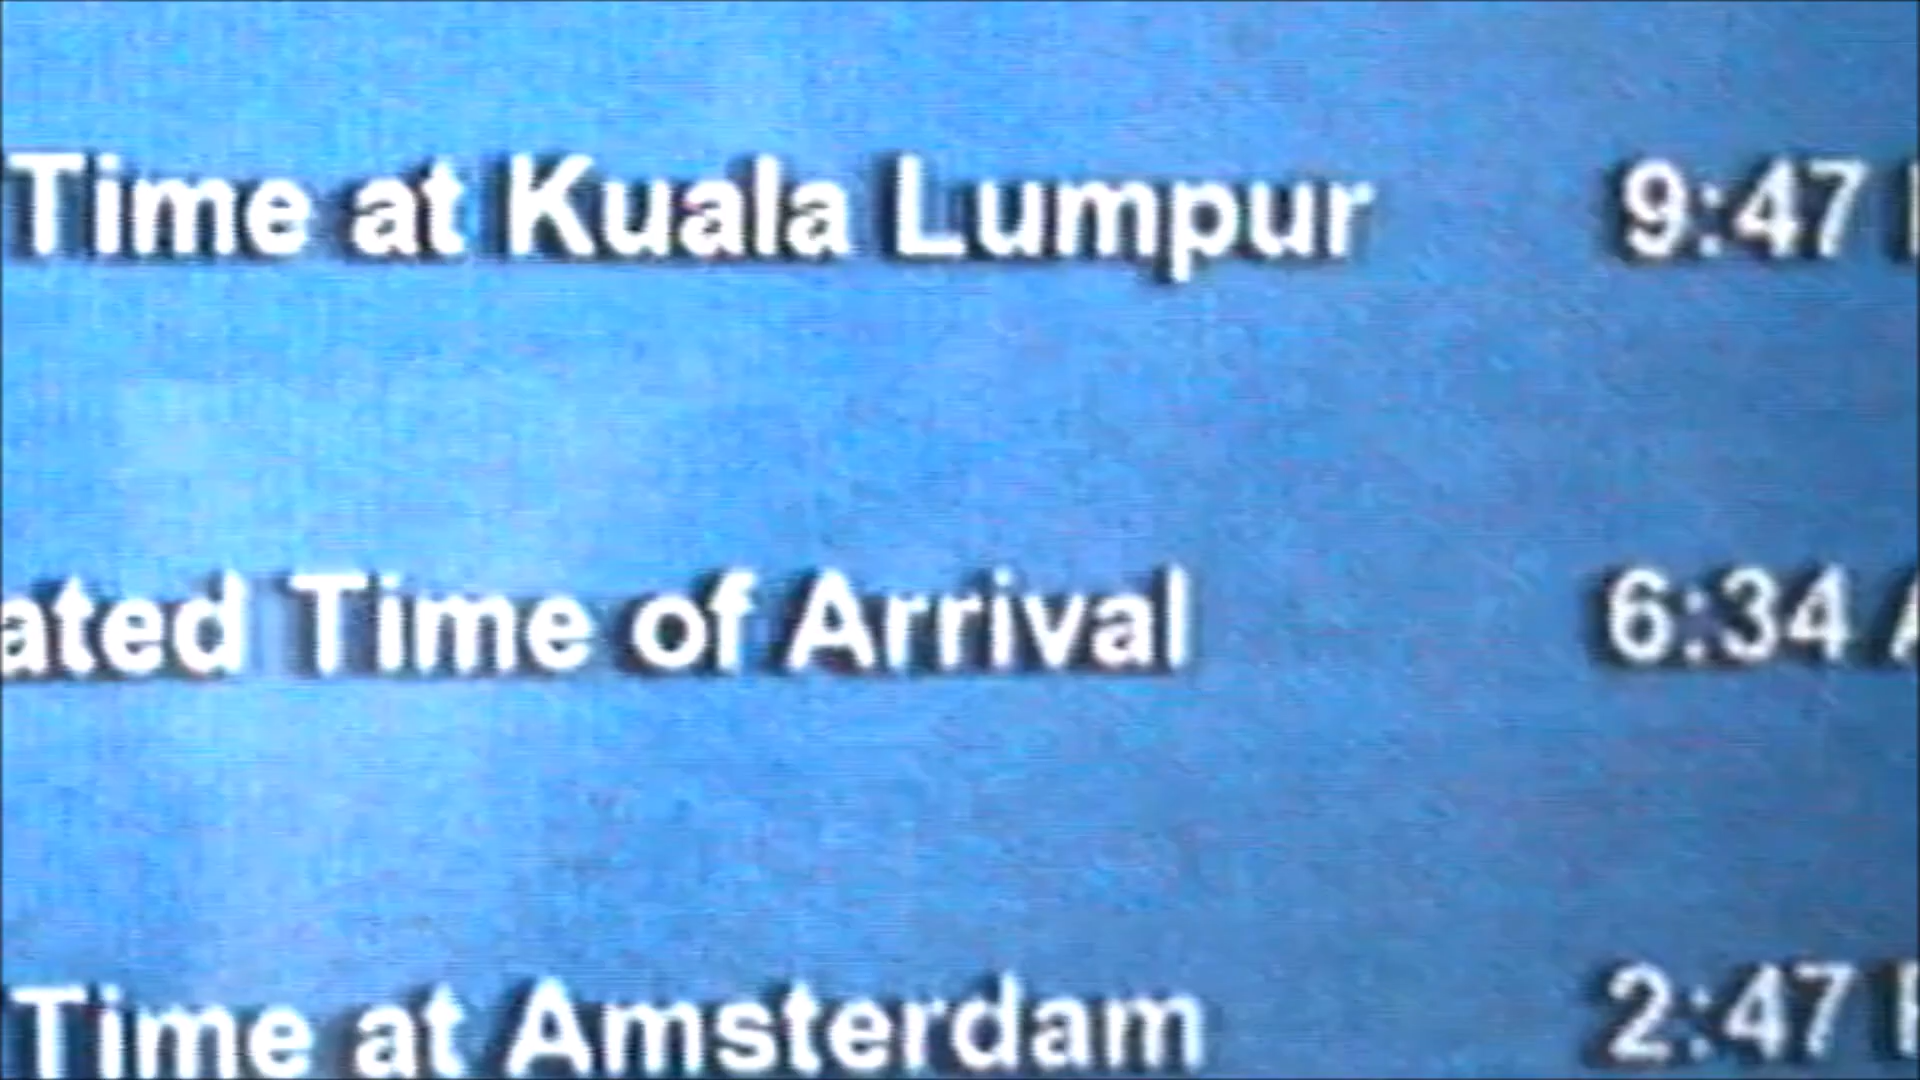 Time at Kuala Lumpur 9:47
ated Time of Arrival 6:34 A
Time at Amsterdam 2:47 P